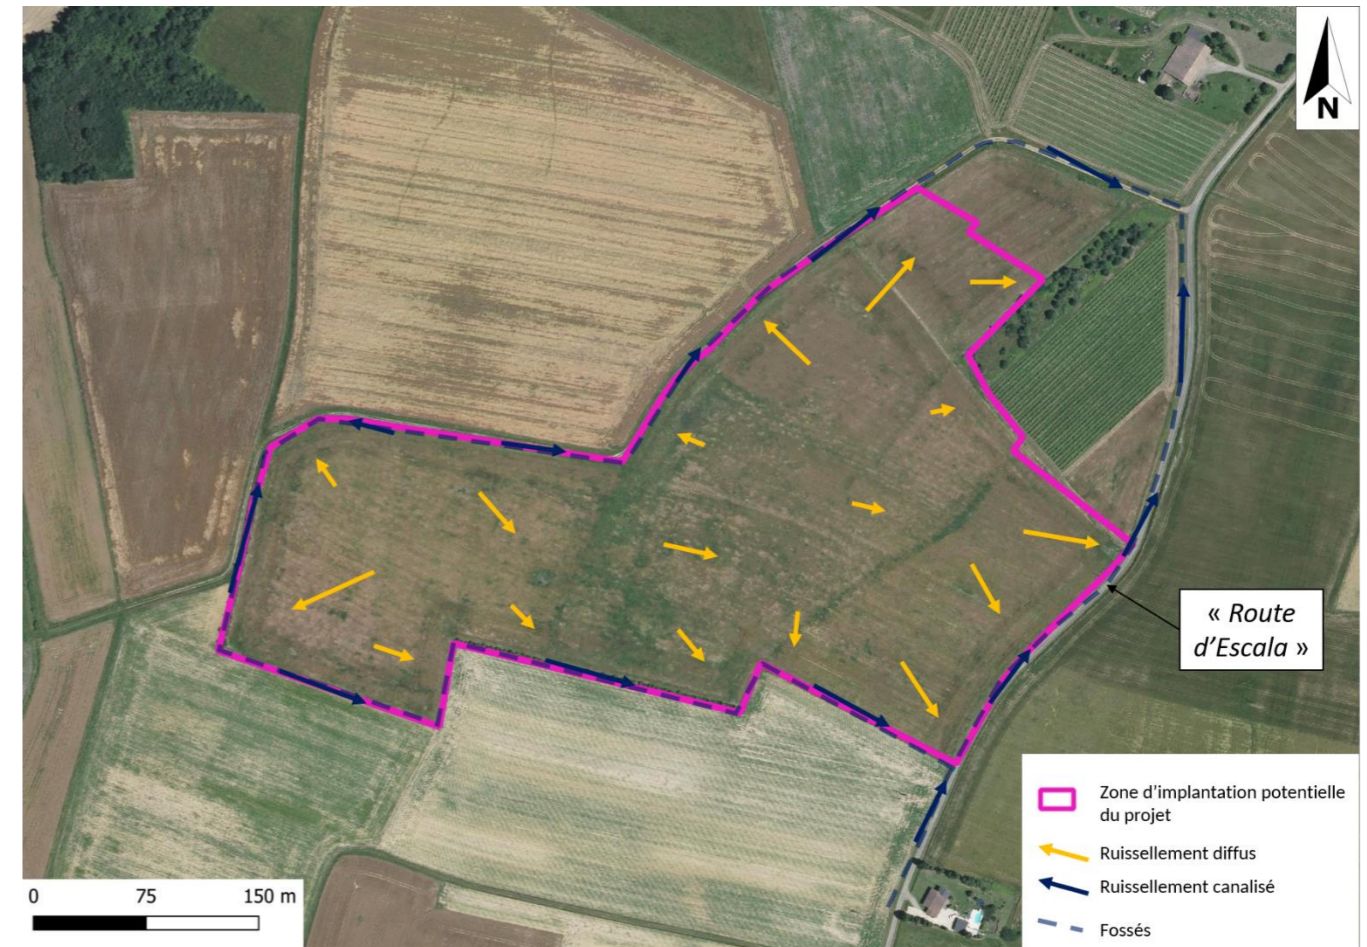 N
« Route
d’Escala »
Zone d’implantation potentielle
du projet
Ruissellement diffus
Ruissellement canalisé
Fossés
0 75 150 m